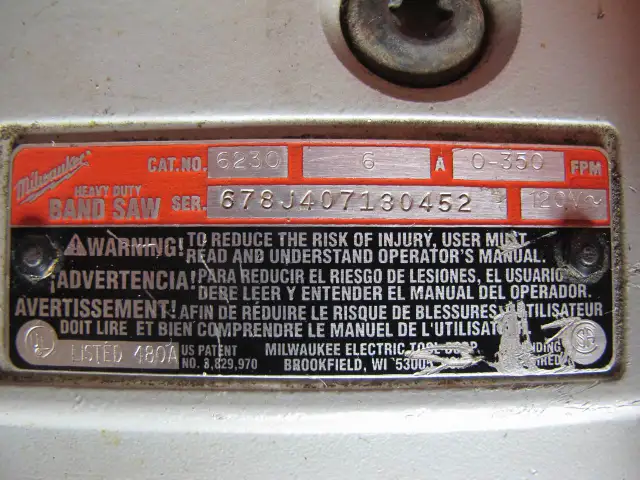 Milwaukee CAT.NO. 6230 6 A 0-350 FPM
HEAVY DUTY
BAND SAW SER. 678J407130452 120V~
WARNING! TO REDUCE THE RISK OF INJURY, USER MUST
READ AND UNDERSTAND OPERATOR'S MANUAL.
¡ADVERTENCIA! PARA REDUCIR EL RIESGO DE LESIONES, EL USUARIO
DEBE LEER Y ENTENDER EL MANUAL DEL OPERADOR.
AVERTISSEMENT! AFIN DE RÉDUIRE LE RISQUE DE BLESSURES, L'UTILISATEUR
DOIT LIRE ET BIEN COMPRENDRE LE MANUEL DE L'UTILISATEUR.
UL LISTED 480A
US PATENT
NO. 3,829,970
MILWAUKEE ELECTRIC TOOL CORP.
BROOKFIELD, WI 53005